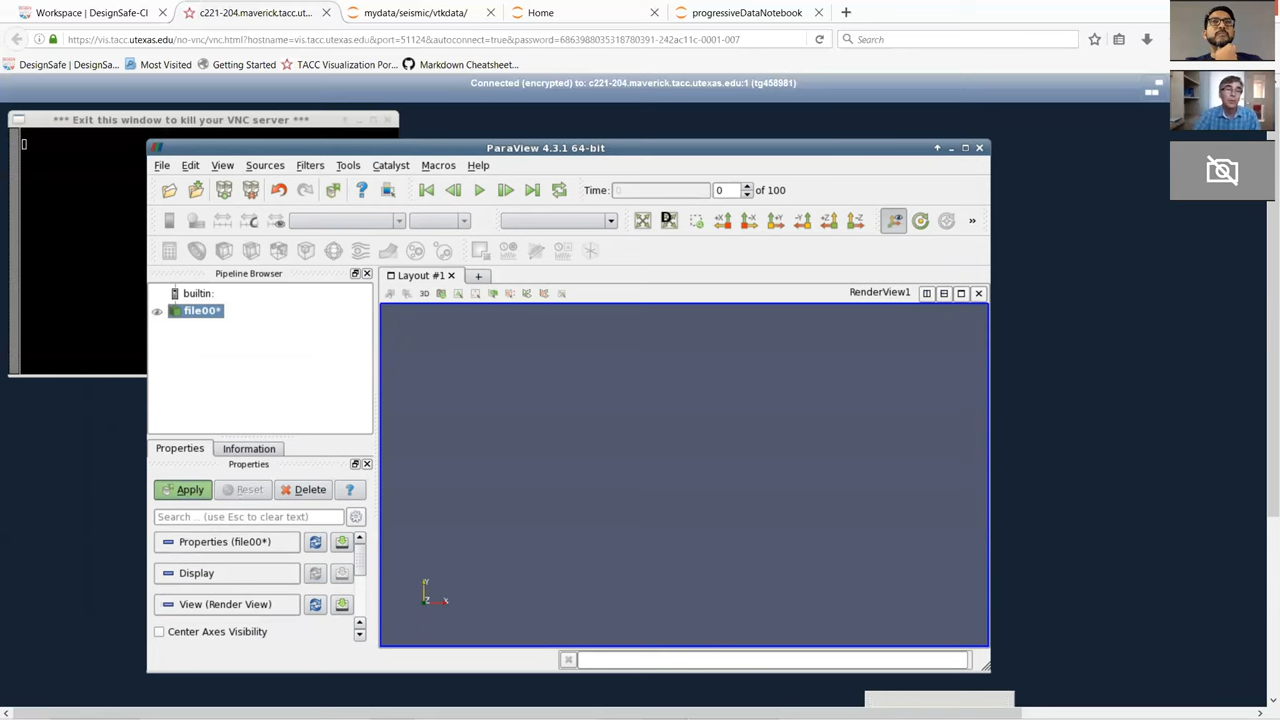 Workspace | DesignSafe-CI
c221-204.maverick.tacc.ut...
mydata/seismic/vtkdata/
Home
progressiveDataNotebook
https://vis.tacc.utexas.edu/no-vnc/vnc.html?hostname=vis.tacc.utexas.edu&port=51124&autoconnect=true&password=6863988035318780391-242ac11c-0001-007
Search
DesignSafe | DesignSa...
Most Visited
Getting Started
TACC Visualization Por...
Markdown Cheatsheet...
Connected (encrypted) to: c221-204.maverick.tacc.utexas.edu:1 (tg458981)
*** Exit this window to kill your VNC server ***
ParaView 4.3.1 64-bit
File Edit View Sources Filters Tools Catalyst Macros Help
Time: 0 0 of 100
D +X -X +Y -Y +Z -Z »
Pipeline Browser
Layout #1
builtin:
3D
RenderView1
file00*
Properties
Information
Properties
Apply
Reset
Delete
?
Search ... (use Esc to clear text)
Properties (file00*)
Display
View (Render View)
Center Axes Visibility
Y
Z
X